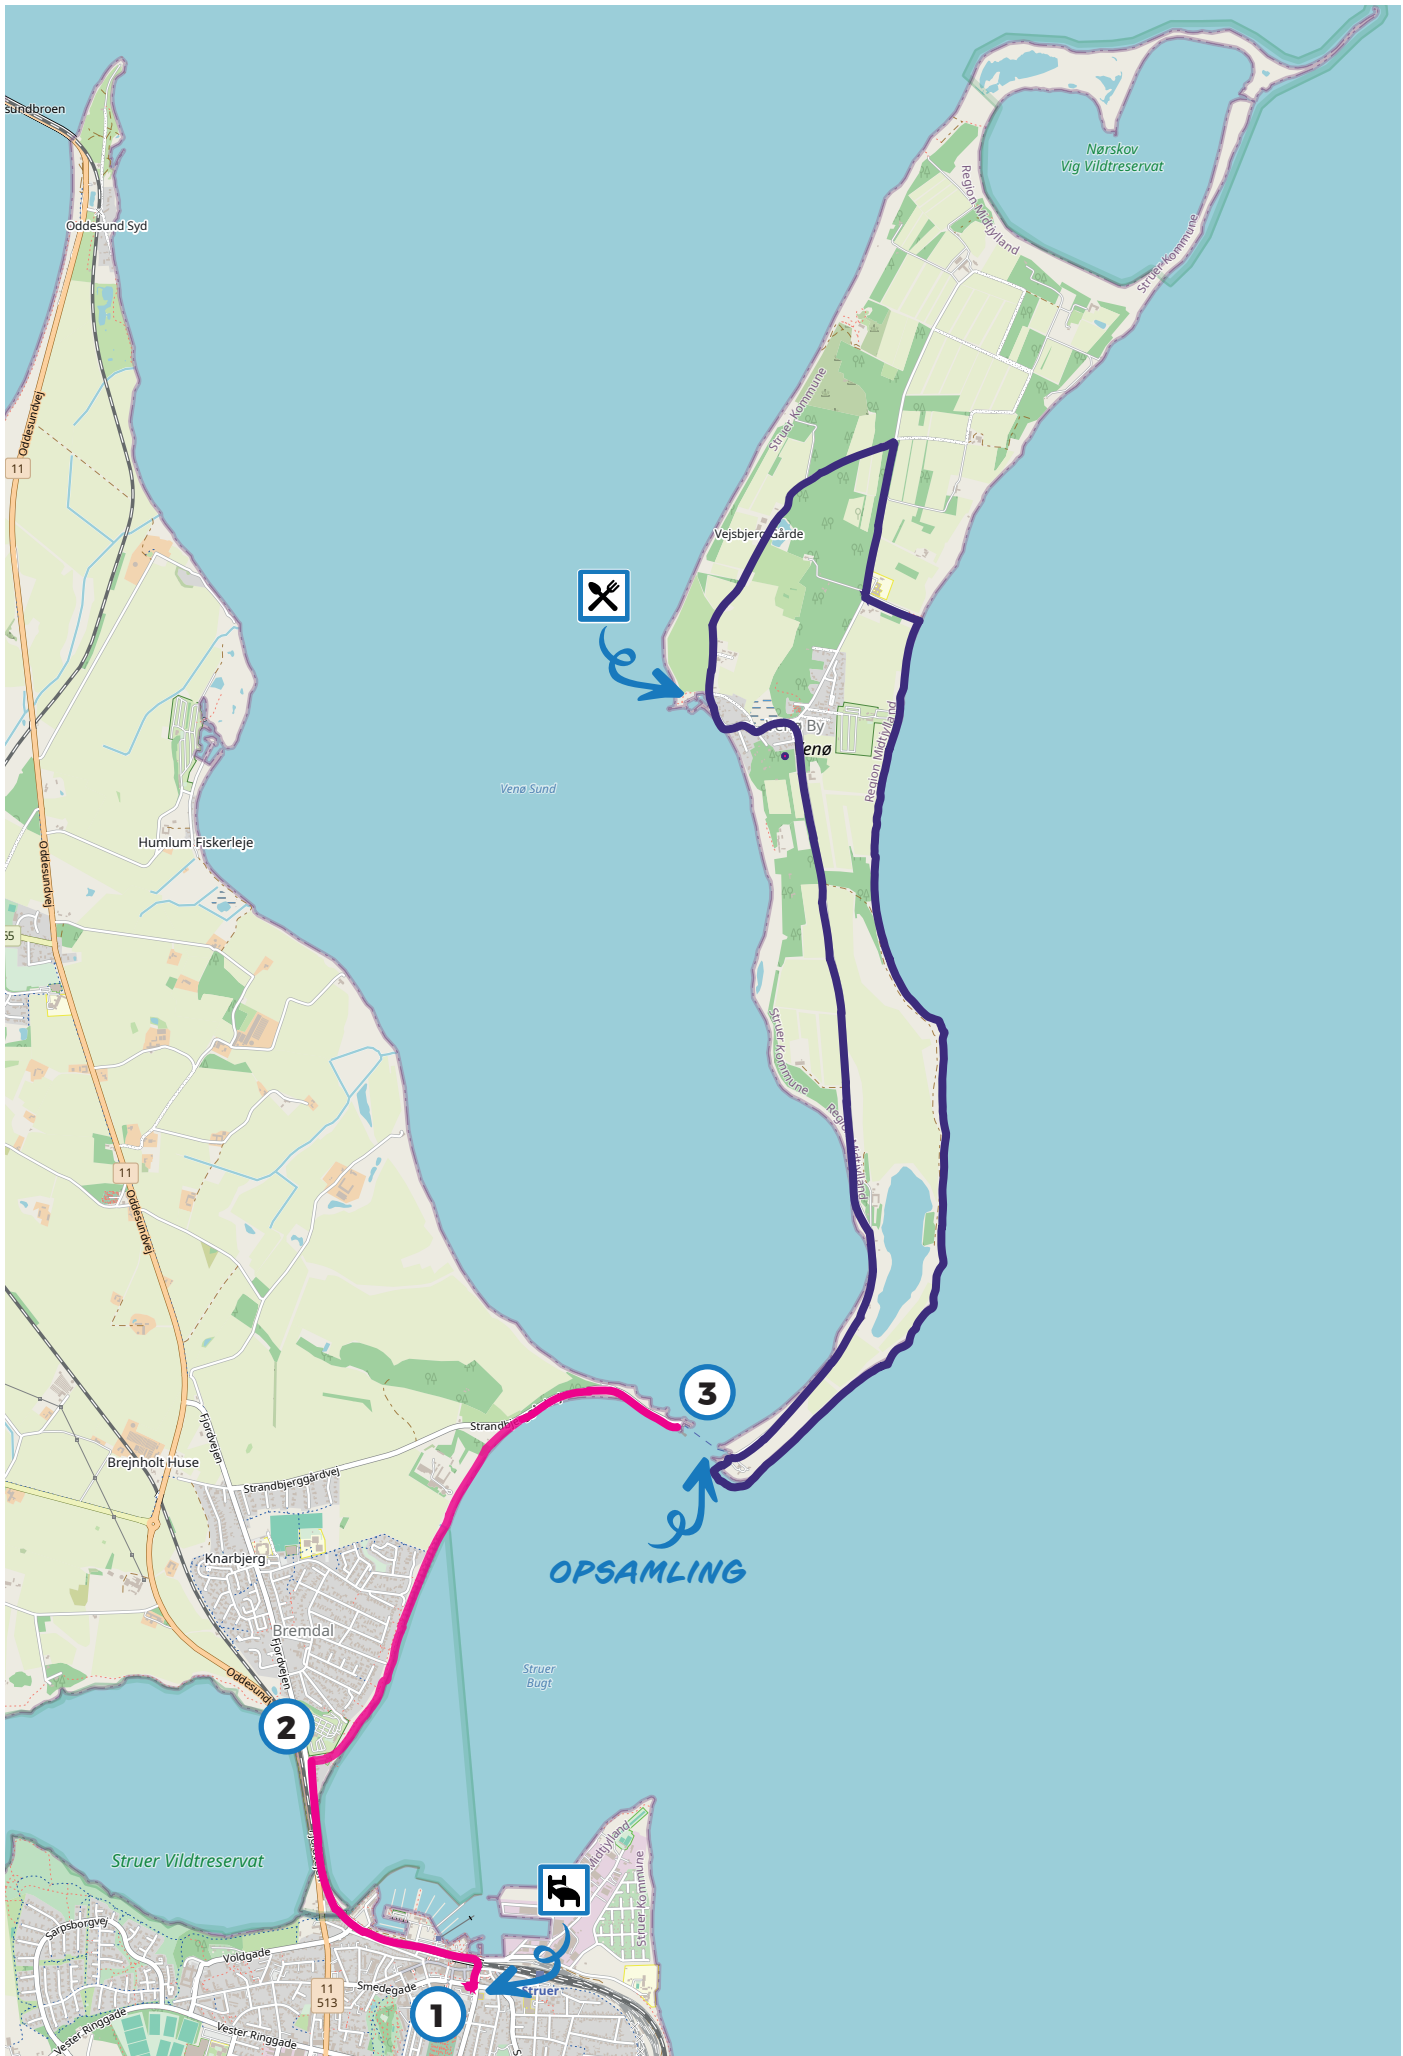 sundbroen
Nørskov
Vig Vildtreservat
Region Midtjylland
Oddesund Syd
Struer Kommune
Struer Kommune
Oddesundvej
11
Vejsbjerg Gårde
Venø By
Venø
Region Midtjylland
Venø Sund
Humlum Fiskerleje
Oddesundvej
Struer Kommune
Region Midtjylland
11
Oddesundvej
3
Fjordvejen
Brejnholt Huse
Strandbjerggårdvej
OPSAMLING
Knarbjerg
Bremdal
Fjordvejen
Struer
Bugt
Oddesund
2
Struer Vildtreservat
Midtjylland
Struer Kommune
Sarpsborgvej
Voldgade
Smedegade
Struer
11
513
1
Vester Ringgade
Vester Ringgade